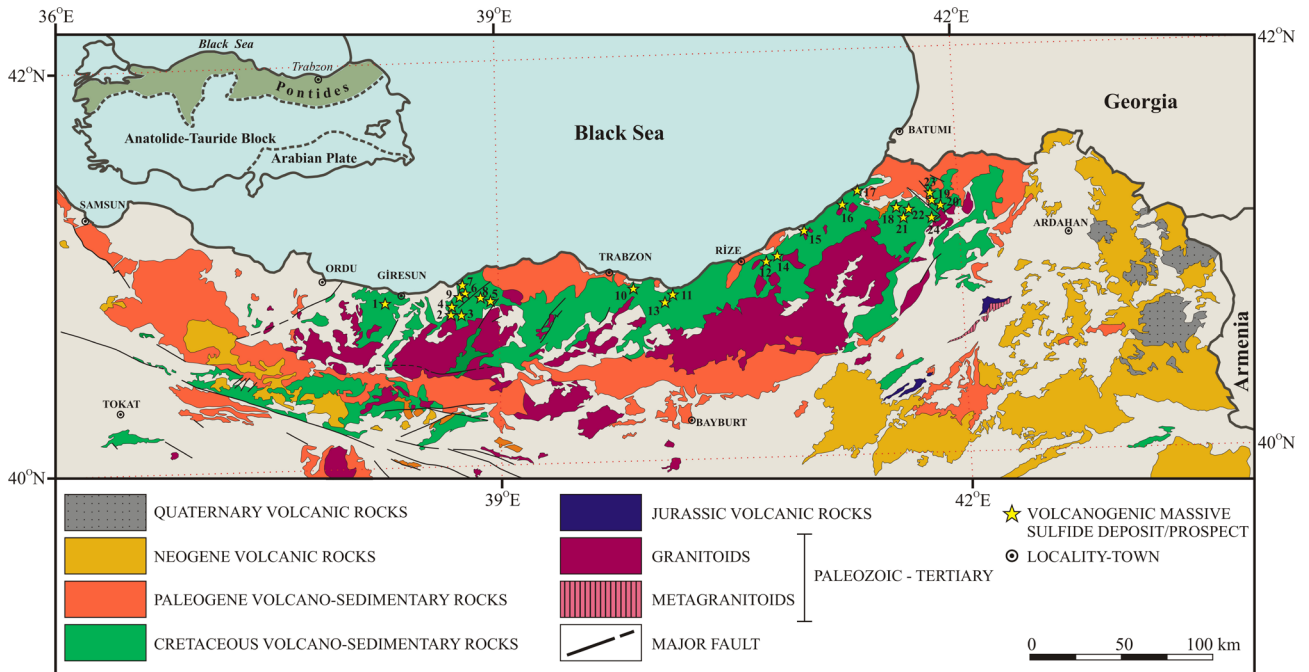 36°E
39°E
42°E
42°N
42°N
Black Sea
Trabzon
Pontides
Anatolide-Tauride Block
Arabian Plate
Black Sea
Georgia
BATUMI
SAMSUN
ORDU
GİRESUN
TRABZON
RİZE
ARDAHAN
Armenia
TOKAT
BAYBURT
17
23
19
20
16
18
22
21
24
15
14
12
7
6
9
8
5
4
2
3
1
10
11
13
40°N
40°N
39°E
42°E
QUATERNARY VOLCANIC ROCKS
NEOGENE VOLCANIC ROCKS
PALEOGENE VOLCANO-SEDIMENTARY ROCKS
CRETACEOUS VOLCANO-SEDIMENTARY ROCKS
JURASSIC VOLCANIC ROCKS
GRANITOIDS
METAGRANITOIDS
PALEOZOIC - TERTIARY
MAJOR FAULT
VOLCANOGENIC MASSIVE
SULFIDE DEPOSIT/PROSPECT
LOCALITY-TOWN
0 50 100 km